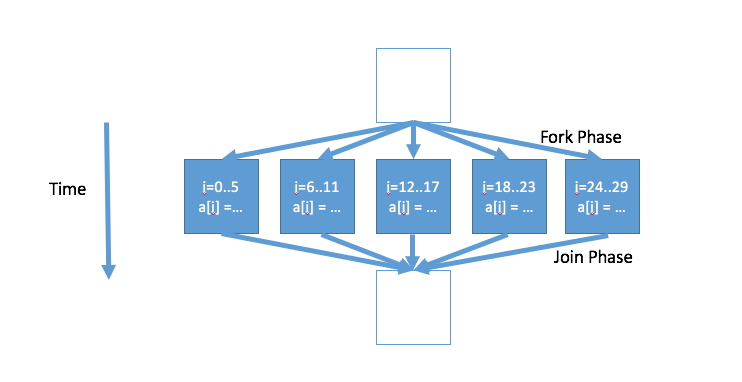 Fork Phase
Time
i=0..5
a[i] =...
i=6..11
a[i] = ...
i=12..17
a[i] = ...
i=18..23
a[i] = ...
i=24..29
a[i] = ...
Join Phase